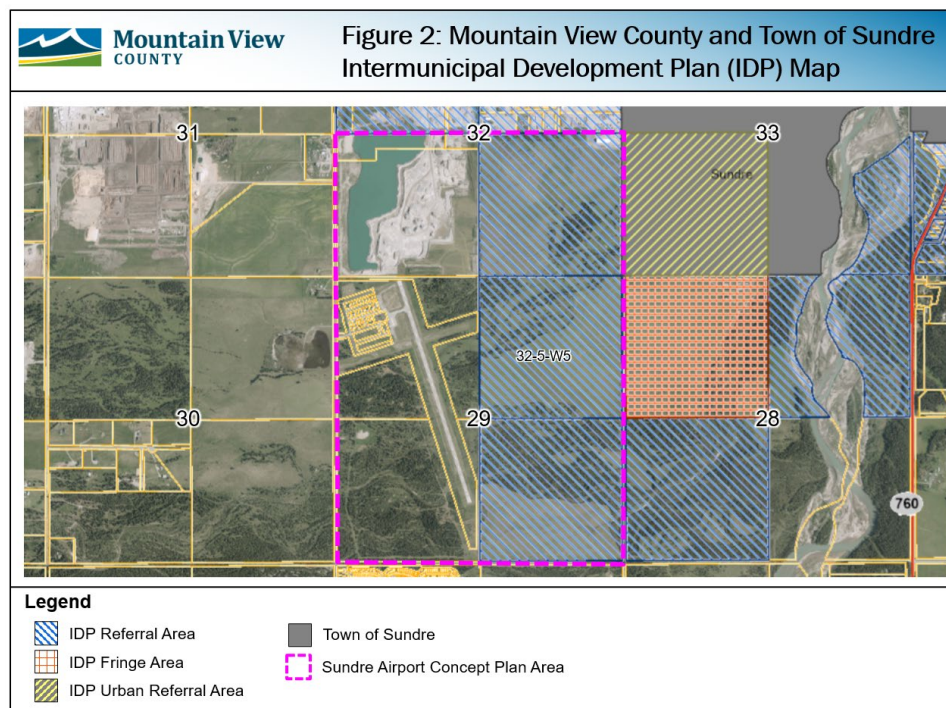 Mountain View
COUNTY
Figure 2: Mountain View County and Town of Sundre
Intermunicipal Development Plan (IDP) Map
31
32
33
Sundre
32-5-W5
30
29
28
760
Legend
IDP Referral Area
IDP Fringe Area
IDP Urban Referral Area
Town of Sundre
Sundre Airport Concept Plan Area